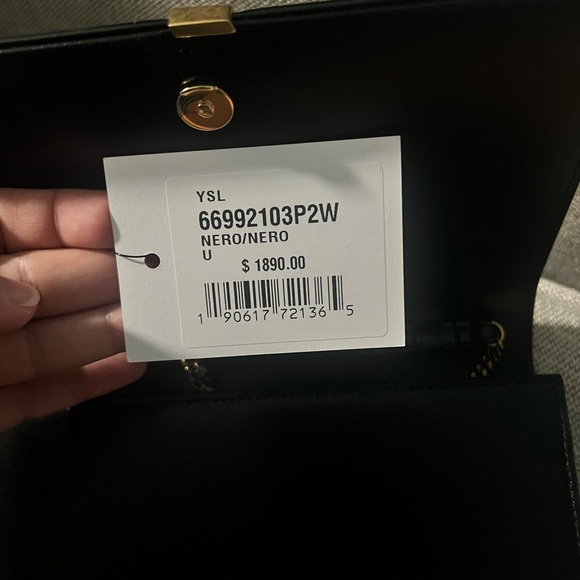 YSL
66992103P2W
NERO/NERO
U
$ 1890.00
1 90617 72136 5